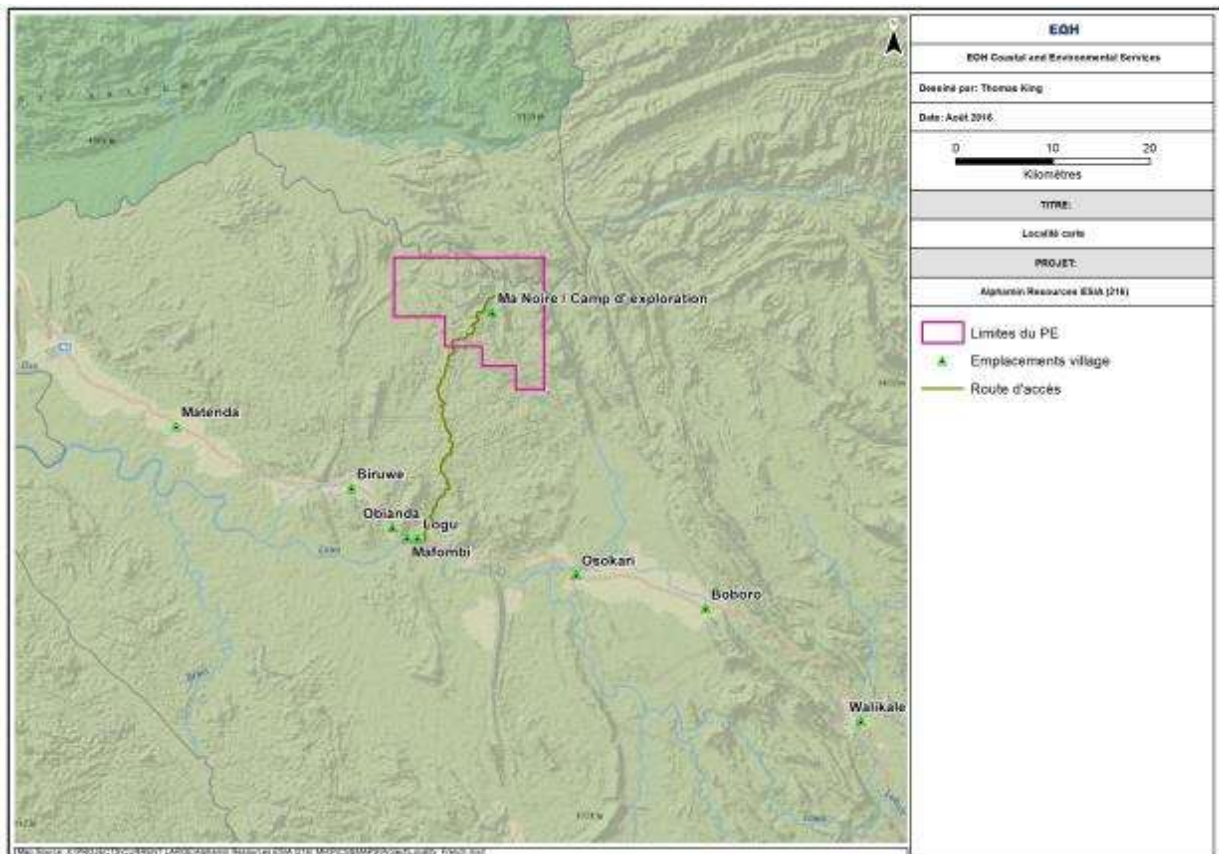 EOH
EOH Coastal and Environmental Services
Dessiné par: Thomas King
Date: Août 2016
0 10 20
Kilomètres
TITRE:
Localité carte
PROJET:
Alphamin Resources ESIA (216)
Limites du PE
Emplacements village
Route d'accès
Ma Noire / Camp d' exploration
Matenda
Biruwe
Obianda
Logu
Mafombi
Osokari
Boboro
Walikale